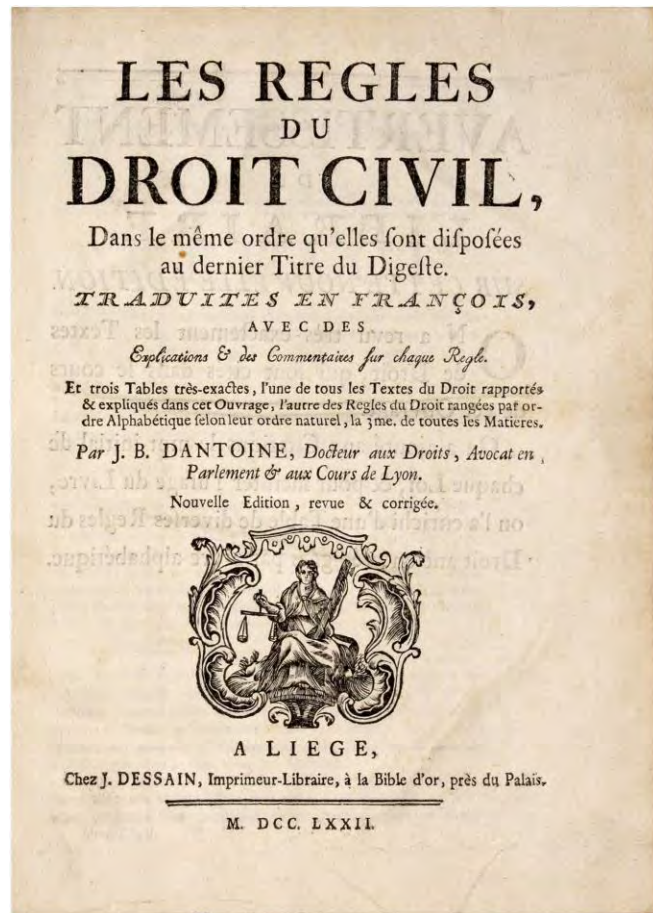 LES REGLES
DU
DROIT CIVIL,
Dans le même ordre qu'elles ſont diſpoſées
au dernier Titre du Digeſte.
TRADUITES EN FRANÇOIS,
AVEC DES
Explications & des Commentaires ſur chaque Regle.
Et trois Tables très-exactes, l'une de tous les Textes du Droit rapportés
& expliqués dans cet Ouvrage, l'autre des Regles du Droit rangées par or-
dre Alphabétique ſelon leur ordre naturel, la 3me. de toutes les Matieres.
Par J. B. DANTOINE, Docteur aux Droits, Avocat en
Parlement & aux Cours de Lyon.
Nouvelle Edition, revue & corrigée.
A LIEGE,
Chez J. DESSAIN, Imprimeur-Libraire, à la Bible d'or, près du Palais.
M. DCC. LXXII.